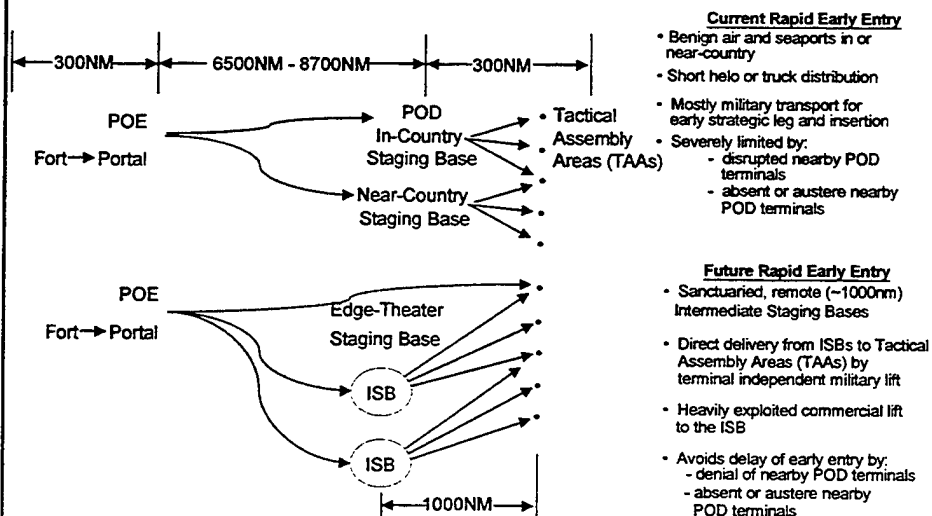 300NM
6500NM - 8700NM
300NM
POE
Fort
Portal
POD
In-Country
Staging Base
Near-Country
Staging Base
• Tactical
Assembly
Areas (TAAs)
Current Rapid Early Entry
• Benign air and seaports in or
near-country
• Short helo or truck distribution
• Mostly military transport for
early strategic leg and insertion
• Severely limited by:
- disrupted nearby POD
terminals
- absent or austere nearby
POD terminals
POE
Fort
Portal
Edge-Theater
Staging Base
ISB
ISB
1000NM
Future Rapid Early Entry
• Sanctuaried, remote (~1000nm)
Intermediate Staging Bases
• Direct delivery from ISBs to Tactical
Assembly Areas (TAAs) by
terminal independent military lift
• Heavily exploited commercial lift
to the ISB
• Avoids delay of early entry by:
- denial of nearby POD terminals
- absent or austere nearby
POD terminals